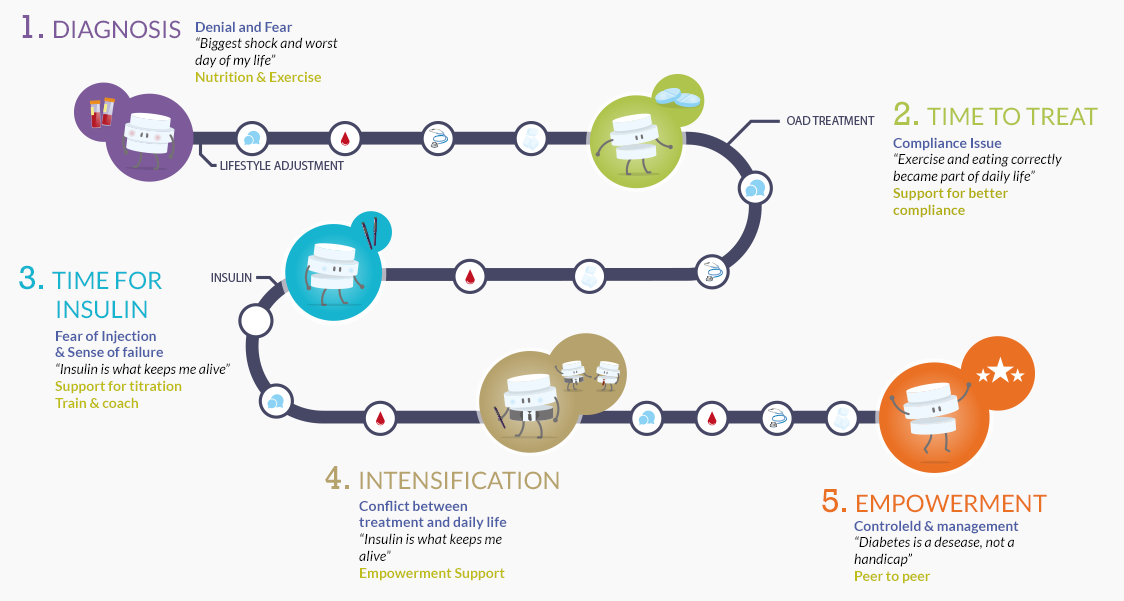 1. DIAGNOSIS
Denial and Fear
“Biggest shock and worst
day of my life”
Nutrition & Exercise
LIFESTYLE ADJUSTMENT
OAD TREATMENT
2. TIME TO TREAT
Compliance Issue
“Exercise and eating correctly
became part of daily life”
Support for better
compliance
3. TIME FOR
INSULIN
Fear of Injection
& Sense of failure
“Insulin is what keeps me alive”
Support for titration
Train & coach
INSULIN
4. INTENSIFICATION
Conflict between
treatment and daily life
“Insulin is what keeps me
alive”
Empowerment Support
5. EMPOWERMENT
Controleld & management
“Diabetes is a desease, not a
handicap”
Peer to peer